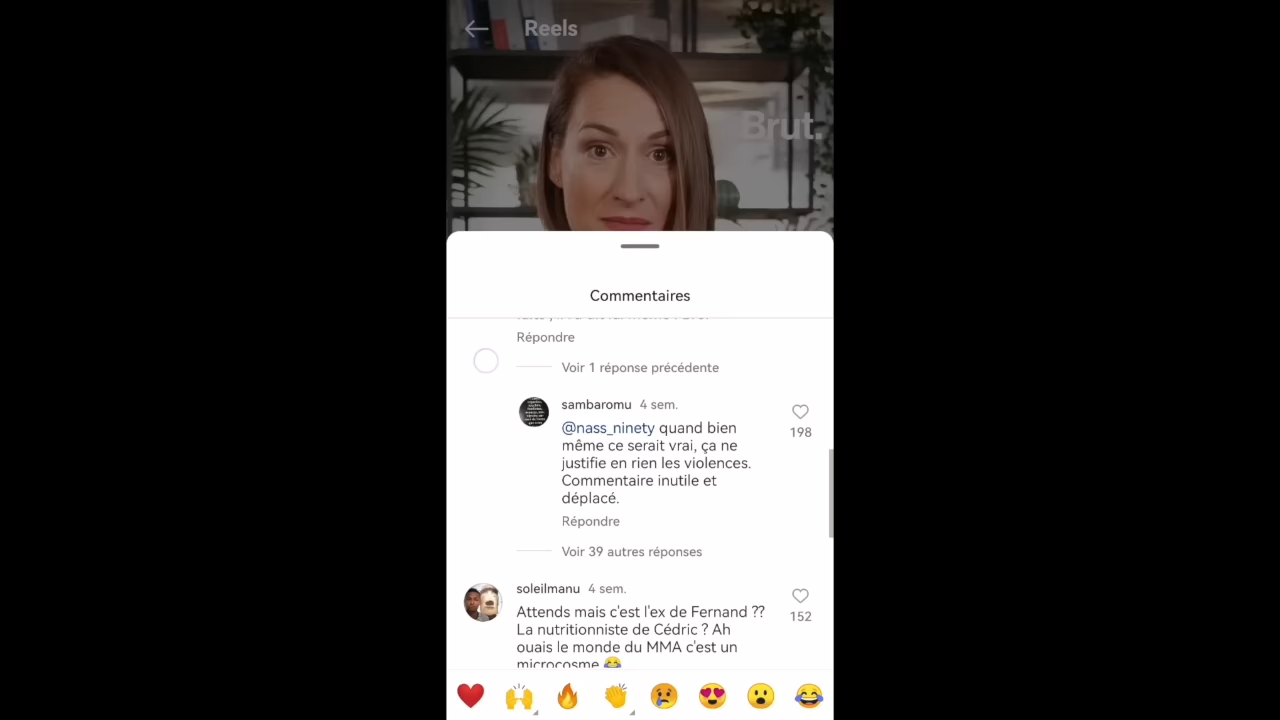 Reels
Brut.
Commentaires
Répondre
Voir 1 réponse précédente
sambaromu 4 sem.
@nass_ninety quand bien
même ce serait vrai, ça ne
justifie en rien les violences.
Commentaire inutile et
déplacé.
198
Répondre
Voir 39 autres réponses
soleilmanu 4 sem.
Attends mais c'est l'ex de Fernand ??
La nutritionniste de Cédric ? Ah
ouais le monde du MMA c'est un
microcosme 😂
152